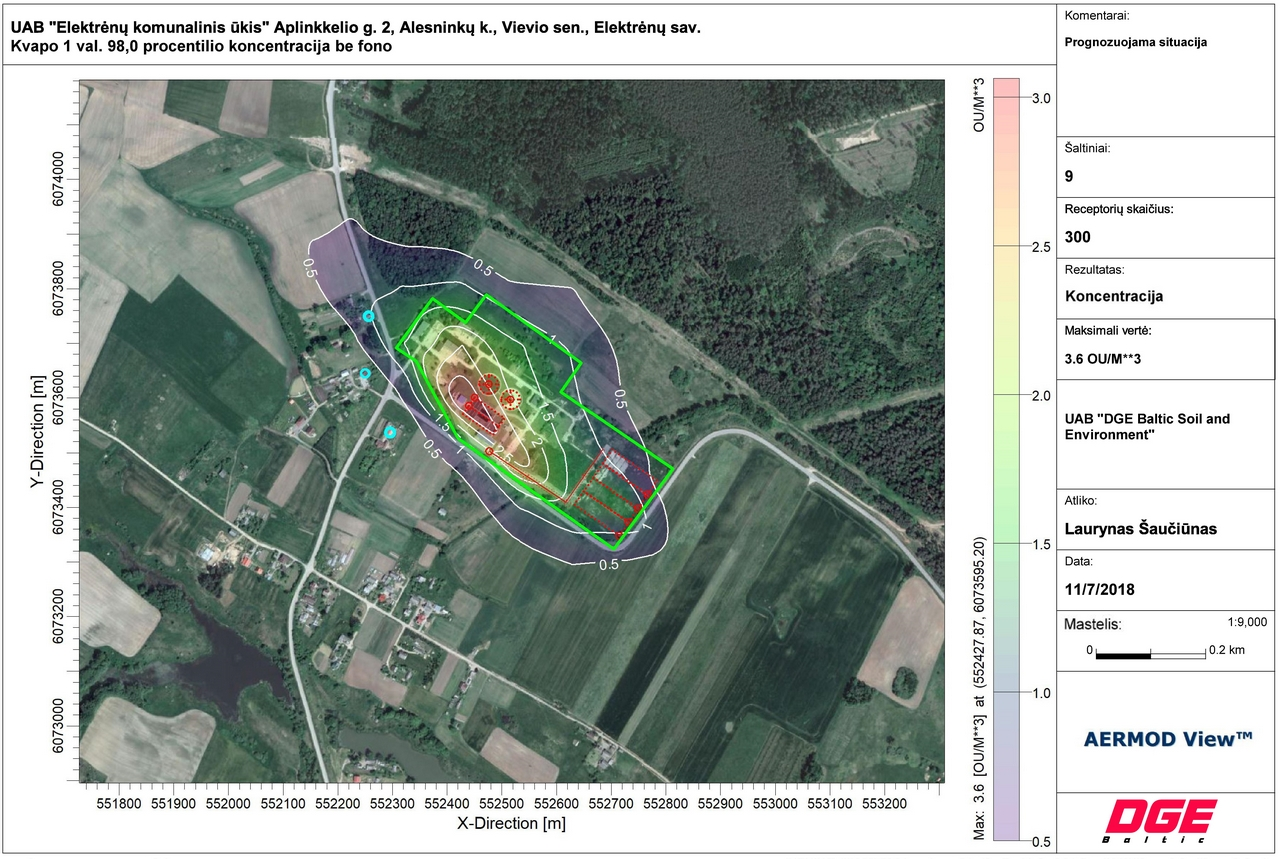 UAB "Elektrėnų komunalinis ūkis" Aplinkkelio g. 2, Alesninkų k., Vievio sen., Elektrėnų sav.
Kvapo 1 val. 98,0 procentilio koncentracija be fono
Komentarai:
Prognozuojama situacija
Šaltiniai:
9
Receptorių skaičius:
300
Rezultatas:
Koncentracija
Maksimali vertė:
3.6 OU/M**3
UAB "DGE Baltic Soil and
Environment"
Atliko:
Laurynas Šaučiūnas
Data:
11/7/2018
Mastelis:
1:9,000
0
0.2 km
AERMOD View™
DGE
Baltic
OU/M**3
3.0
2.5
2.0
1.5
1.0
0.5
Max: 3.6 [OU/M**3] at (552427.87, 6073595.20)
Y-Direction [m]
6074000
6073800
6073600
6073400
6073200
6073000
0.5
0.5
1
0.5
1.5
1.5
2
2.5
1
0.5
1
0.5
551800
551900
552000
552100
552200
552300
552400
552500
552600
552700
552800
552900
553000
553100
553200
X-Direction [m]